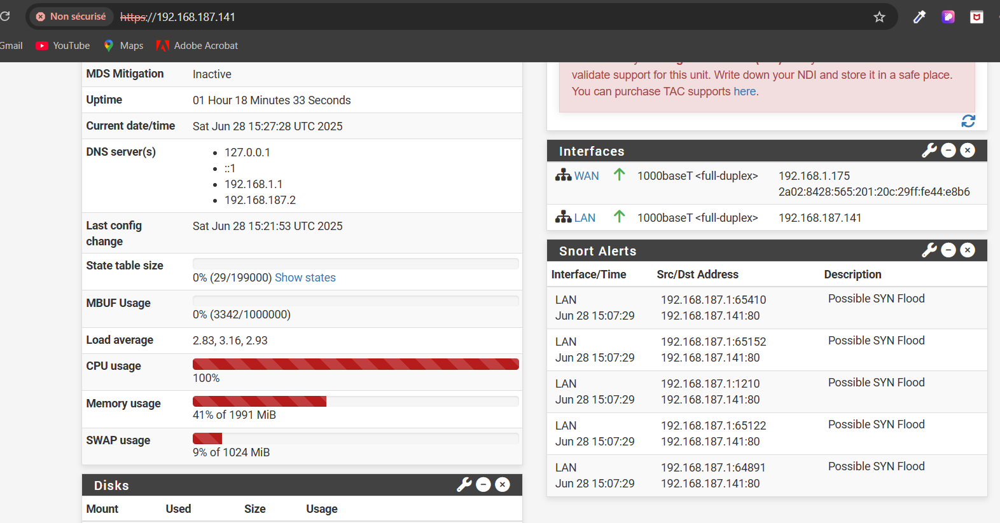 Non sécurisé https://192.168.187.141
Gmail YouTube Maps Adobe Acrobat
MDS Mitigation Inactive
Uptime 01 Hour 18 Minutes 33 Seconds
Current date/time Sat Jun 28 15:27:28 UTC 2025
DNS server(s)
127.0.0.1
::1
192.168.1.1
192.168.187.2
Last config change Sat Jun 28 15:21:53 UTC 2025
State table size
0% (29/199000) Show states
MBUF Usage
0% (3342/1000000)
Load average 2.83, 3.16, 2.93
CPU usage
100%
Memory usage
41% of 1991 MiB
SWAP usage
9% of 1024 MiB
Disks
Mount Used Size Usage
validate support for this unit. Write down your NDI and store it in a safe place.
You can purchase TAC supports here.
Interfaces
WAN 1000baseT <full-duplex> 192.168.1.175
2a02:8428:565:201:20c:29ff:fe44:e8b6
LAN 1000baseT <full-duplex> 192.168.187.141
Snort Alerts
Interface/Time Src/Dst Address Description
LAN 192.168.187.1:65410 Possible SYN Flood
Jun 28 15:07:29 192.168.187.141:80
LAN 192.168.187.1:65152 Possible SYN Flood
Jun 28 15:07:29 192.168.187.141:80
LAN 192.168.187.1:1210 Possible SYN Flood
Jun 28 15:07:29 192.168.187.141:80
LAN 192.168.187.1:65122 Possible SYN Flood
Jun 28 15:07:29 192.168.187.141:80
LAN 192.168.187.1:64891 Possible SYN Flood
Jun 28 15:07:29 192.168.187.141:80